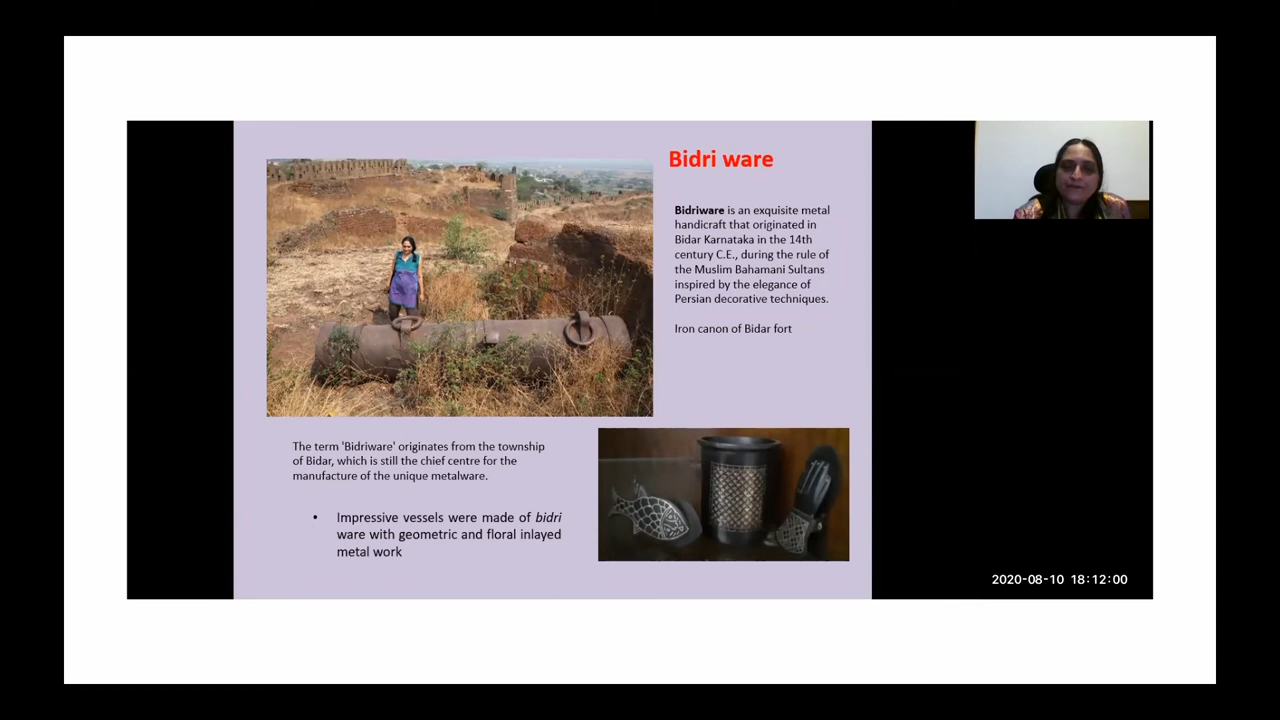 Bidri ware
Bidriware is an exquisite metal
handicraft that originated in
Bidar Karnataka in the 14th
century C.E., during the rule of
the Muslim Bahamani Sultans
inspired by the elegance of
Persian decorative techniques.
Iron canon of Bidar fort
The term 'Bidriware' originates from the township
of Bidar, which is still the chief centre for the
manufacture of the unique metalware.
• Impressive vessels were made of bidri
ware with geometric and floral inlayed
metal work
2020-08-10 18:12:00